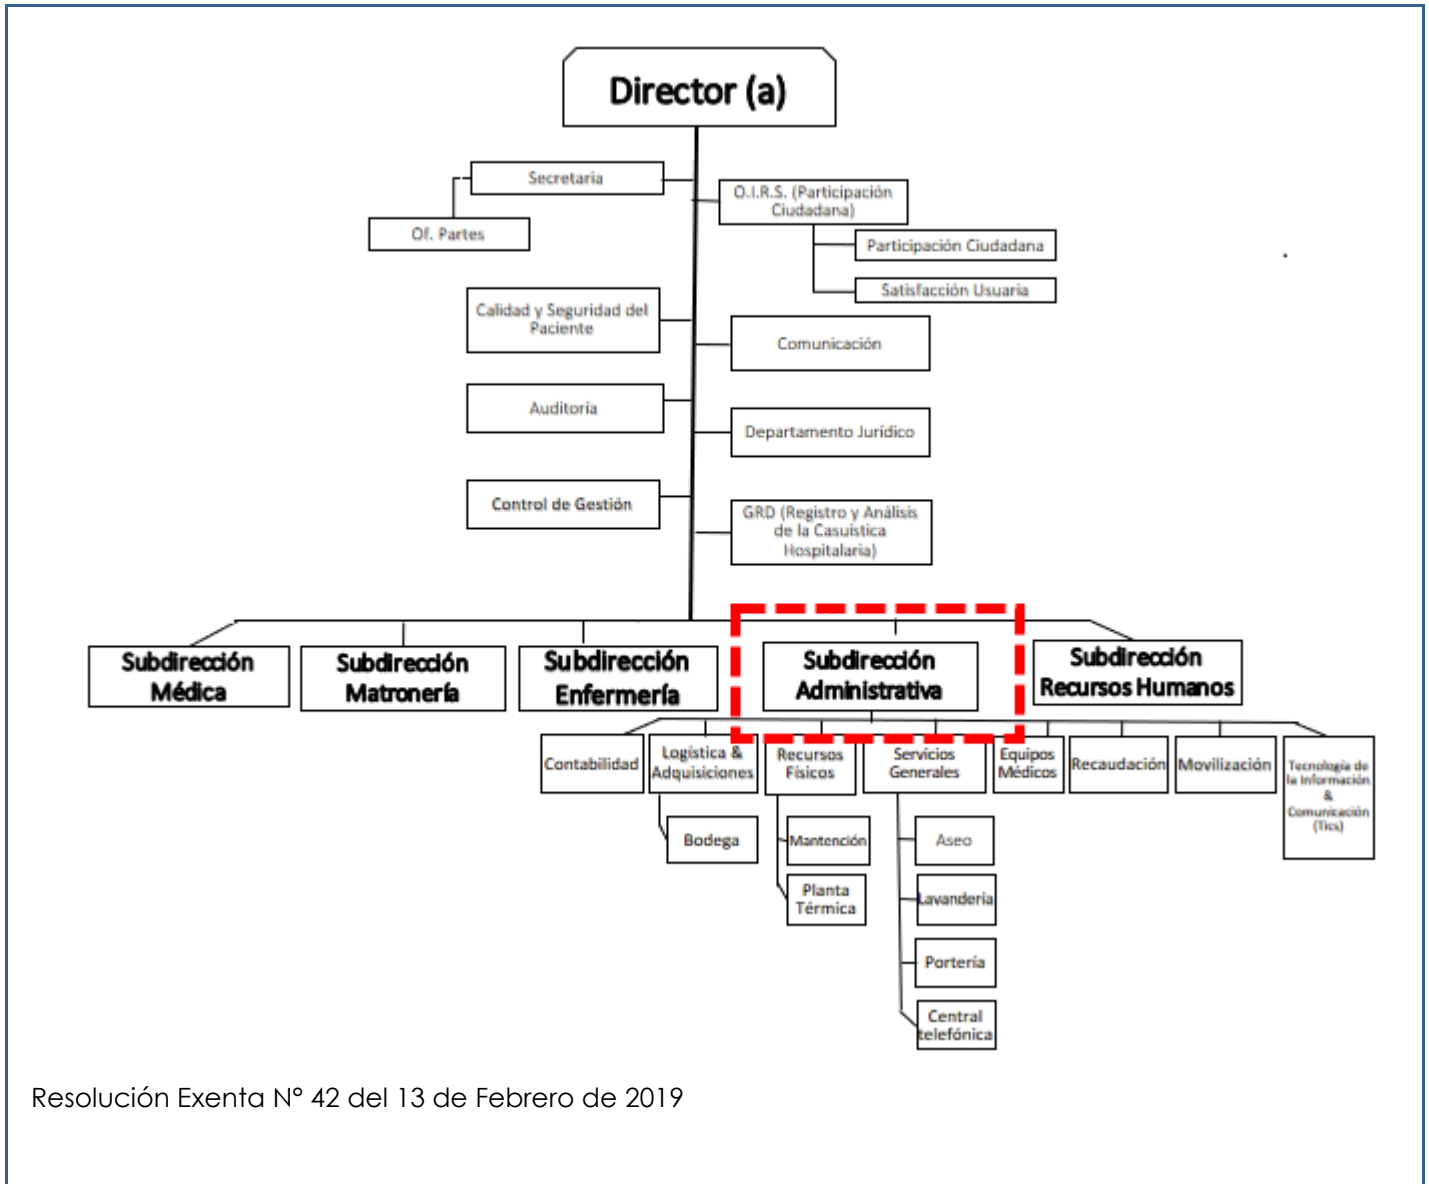 Director (a)
Secretaria
O.I.R.S. (Participación
Ciudadana)
Of. Partes
Participación Ciudadana
Satisfacción Usuaria
Calidad y Seguridad del
Paciente
Comunicación
Auditoría
Departamento Jurídico
Control de Gestión
GRD (Registro y Análisis
de la Casuística
Hospitalaria)
Subdirección
Médica
Subdirección
Matronería
Subdirección
Enfermería
Subdirección
Administrativa
Subdirección
Recursos Humanos
Contabilidad
Logística &
Adquisiciones
Recursos
Físicos
Servicios
Generales
Equipos
Médicos
Recaudación
Movilización
Tecnología de
la Información
&
Comunicación
(Tics)
Bodega
Mantención
Planta
Térmica
Aseo
Lavandería
Portería
Central
telefónica
Resolución Exenta N° 42 del 13 de Febrero de 2019